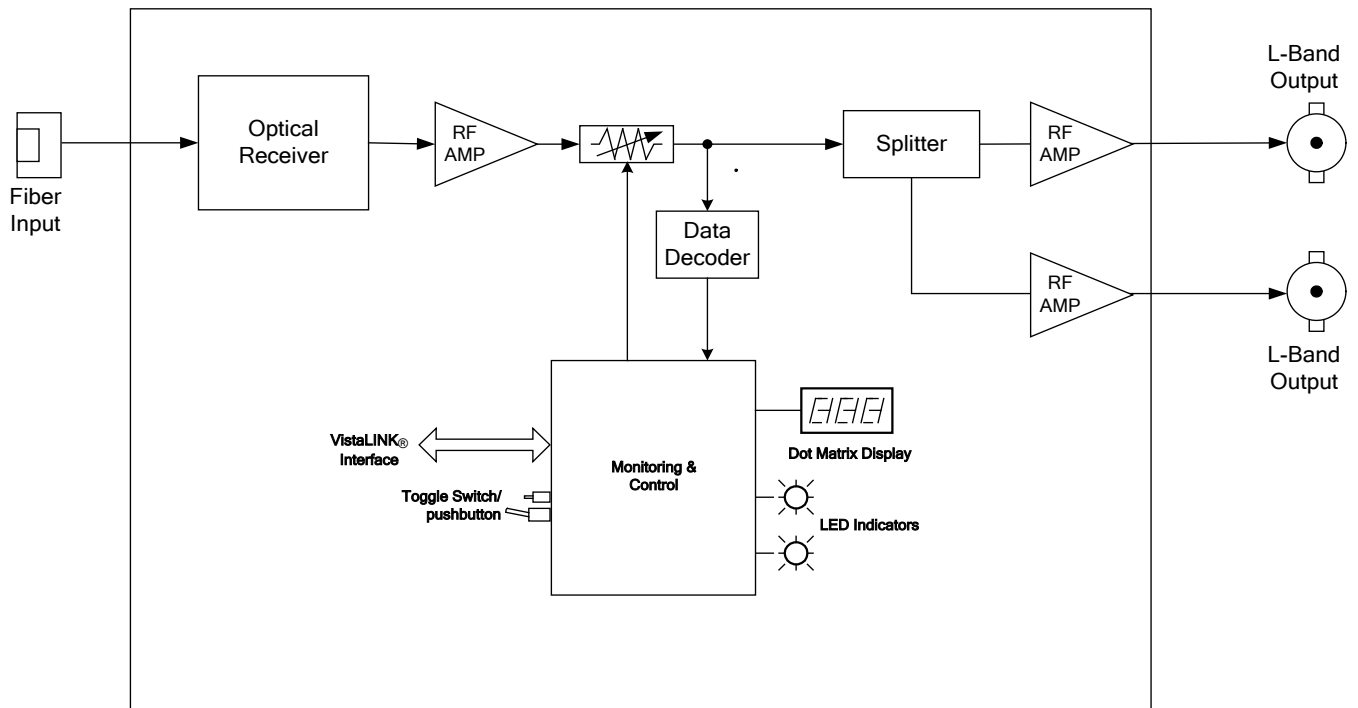 L-Band
Output
Optical
Receiver
RF
AMP
Splitter
RF
AMP
Fiber
Input
Data
Decoder
RF
AMP
L-Band
Output
VistaLINK®
Interface
Monitoring &
Control
Dot Matrix Display
Toggle Switch/
pushbutton
LED Indicators